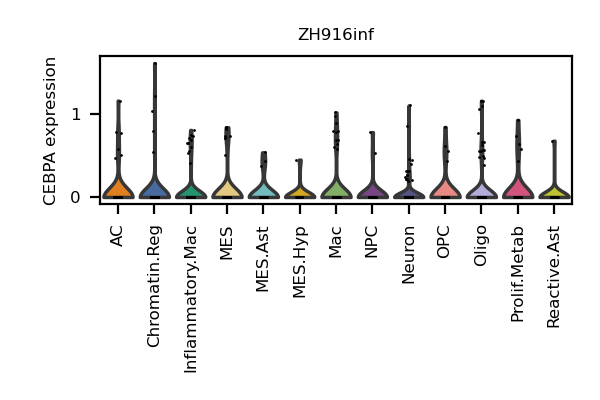 ZH916inf
CEBPA expression
1
0
AC
Chromatin.Reg
Inflammatory.Mac
MES
MES.Ast
MES.Hyp
Mac
NPC
Neuron
OPC
Oligo
Prolif.Metab
Reactive.Ast